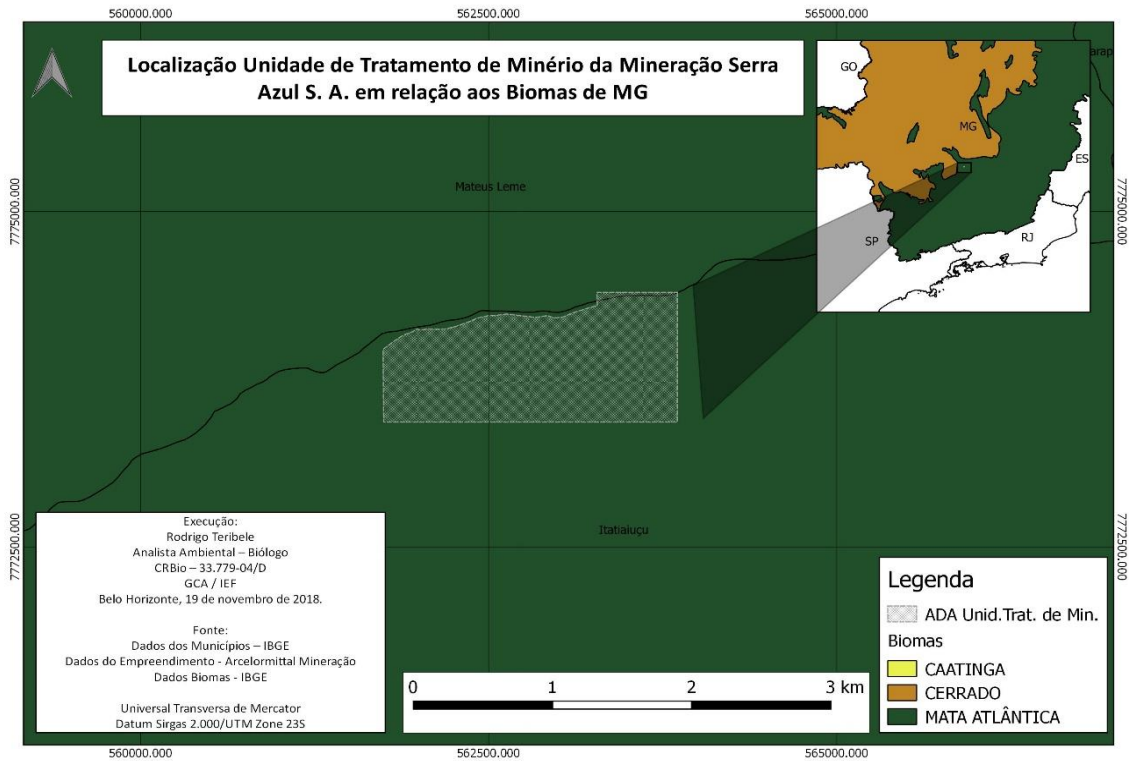 560000.000
562500.000
565000.000
Localização Unidade de Tratamento de Minério da Mineração Serra
Azul S. A. em relação aos Biomas de MG
GO
MG
ES
SP
RJ
arap
Mateus Leme
7775000.000
7775000.000
Itatiaiuçu
7772500.000
7772500.000
Execução:
Rodrigo Teribele
Analista Ambiental – Biólogo
CRBio – 33.779-04/D
GCA / IEF
Belo Horizonte, 19 de novembro de 2018.
Fonte:
Dados dos Municípios – IBGE
Dados do Empreendimento - Arcelormittal Mineração
Dados Biomas - IBGE
Universal Transversa de Mercator
Datum Sirgas 2.000/UTM Zone 23S
0 1 2 3 km
Legenda
ADA Unid.Trat. de Min.
Biomas
CAATINGA
CERRADO
MATA ATLÂNTICA
560000.000
562500.000
565000.000